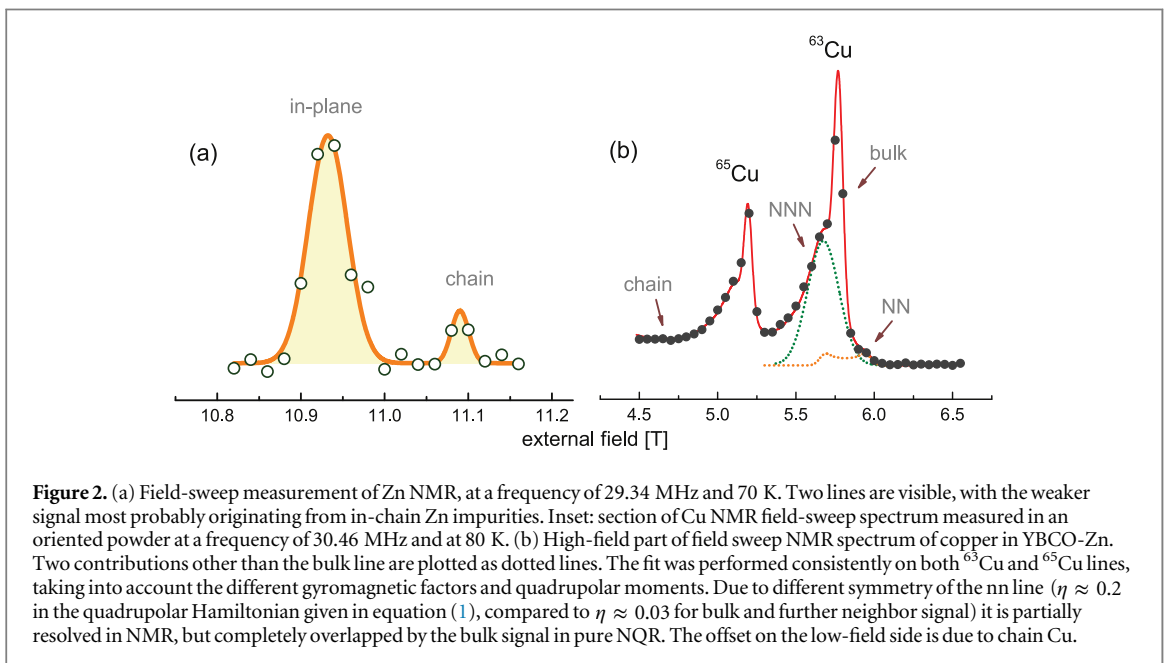 (a)
in-plane
chain
10.8 10.9 11.0 11.1 11.2
(b)
⁶³Cu
⁶⁵Cu
bulk
NNN
chain
NN
4.5 5.0 5.5 6.0 6.5
external field [T]
Figure 2. (a) Field-sweep measurement of Zn NMR, at a frequency of 29.34 MHz and 70 K. Two lines are visible, with the weaker
signal most probably originating from in-chain Zn impurities. Inset: section of Cu NMR field-sweep spectrum measured in an
oriented powder at a frequency of 30.46 MHz and at 80 K. (b) High-field part of field sweep NMR spectrum of copper in YBCO-Zn.
Two contributions other than the bulk line are plotted as dotted lines. The fit was performed consistently on both ⁶³Cu and ⁶⁵Cu lines,
taking into account the different gyromagnetic factors and quadrupolar moments. Due to different symmetry of the nn line (η ≈ 0.2
in the quadrupolar Hamiltonian given in equation (1), compared to η ≈ 0.03 for bulk and further neighbor signal) it is partially
resolved in NMR, but completely overlapped by the bulk signal in pure NQR. The offset on the low-field side is due to chain Cu.